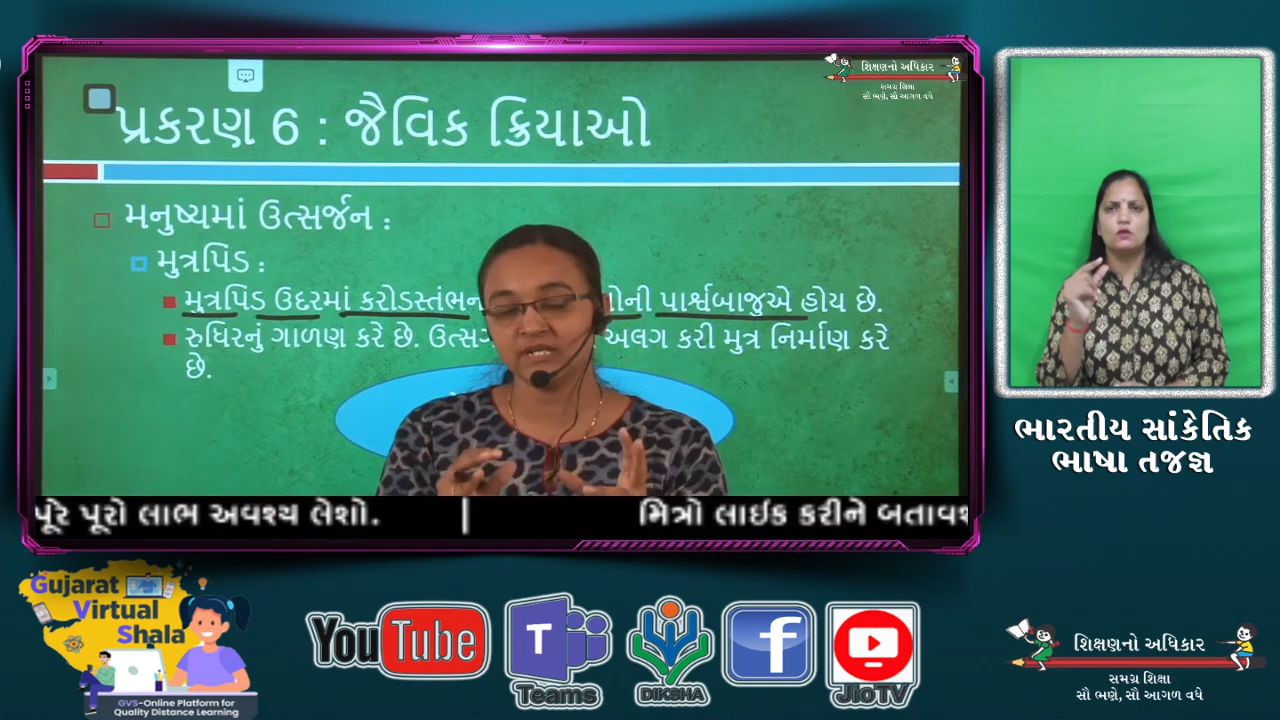 શિક્ષણનો અધિકાર
સમગ્ર શિક્ષા
સૌ ભણે, સૌ આગળ વધે
પ્રકરણ 6 : જૈવિક ક્રિયાઓ
મનુષ્યમાં ઉત્સર્જન :
મુત્રપિંડ :
મુત્રપિંડ ઉદરમાં કરોડસ્તંભન પાર્શ્વબાજુએ હોય છે.
રુધિરનું ગાળણ કરે છે. અલગ કરી મુત્ર નિર્માણ કરે
છે.
પૂરે પૂરો લાભ અવશ્ય લેશો. | મિત્રો લાઇક કરીને
ભારતીય સાંકેતિક
ભાષા તજજ્ઞ
Gujarat
Virtual
Shala
GVS-Online Platform for
Quality Distance Learning
YouTube
T
Teams
DIKSHA
f
JioTV
શિક્ષણનો અધિકાર
સમગ્ર શિક્ષા
સૌ ભણે, સૌ આગળ વધે